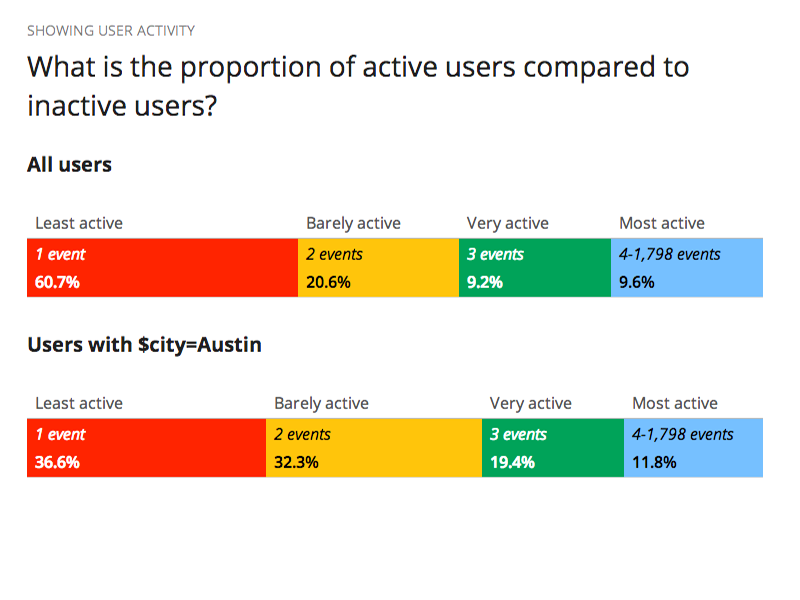 SHOWING USER ACTIVITY
What is the proportion of active users compared to
inactive users?
All users
Least active Barely active Very active Most active
1 event 2 events 3 events 4-1,798 events
60.7% 20.6% 9.2% 9.6%
Users with $city=Austin
Least active Barely active Very active Most active
1 event 2 events 3 events 4-1,798 events
36.6% 32.3% 19.4% 11.8%